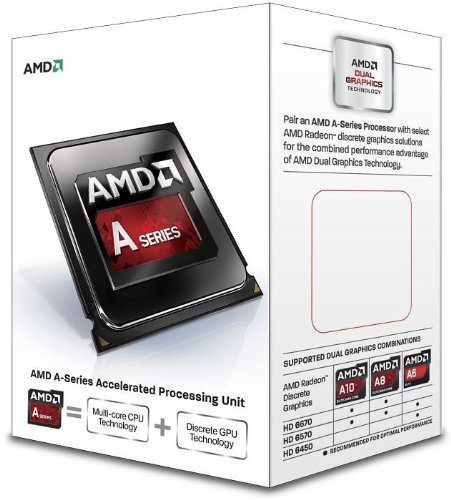 AMD
AMD
A SERIES
AMD A-Series Accelerated Processing Unit
AMD
A SERIES
=
Multi-core CPU
Technology
+
Discrete GPU
Technology
AMD
DUAL
GRAPHICS
TECHNOLOGY
Pair an AMD A-Series Processor with select
AMD Radeon™ discrete graphics solutions
for the combined performance advantage
of AMD Dual Graphics Technology.
SUPPORTED DUAL GRAPHICS COMBINATIONS
AMD Radeon™
Discrete
Graphics
AMD A10
AMD A8
AMD A6
HD 6670 • •
HD 6570 • • •
HD 6450 •
• RECOMMENDED FOR OPTIMAL PERFORMANCE